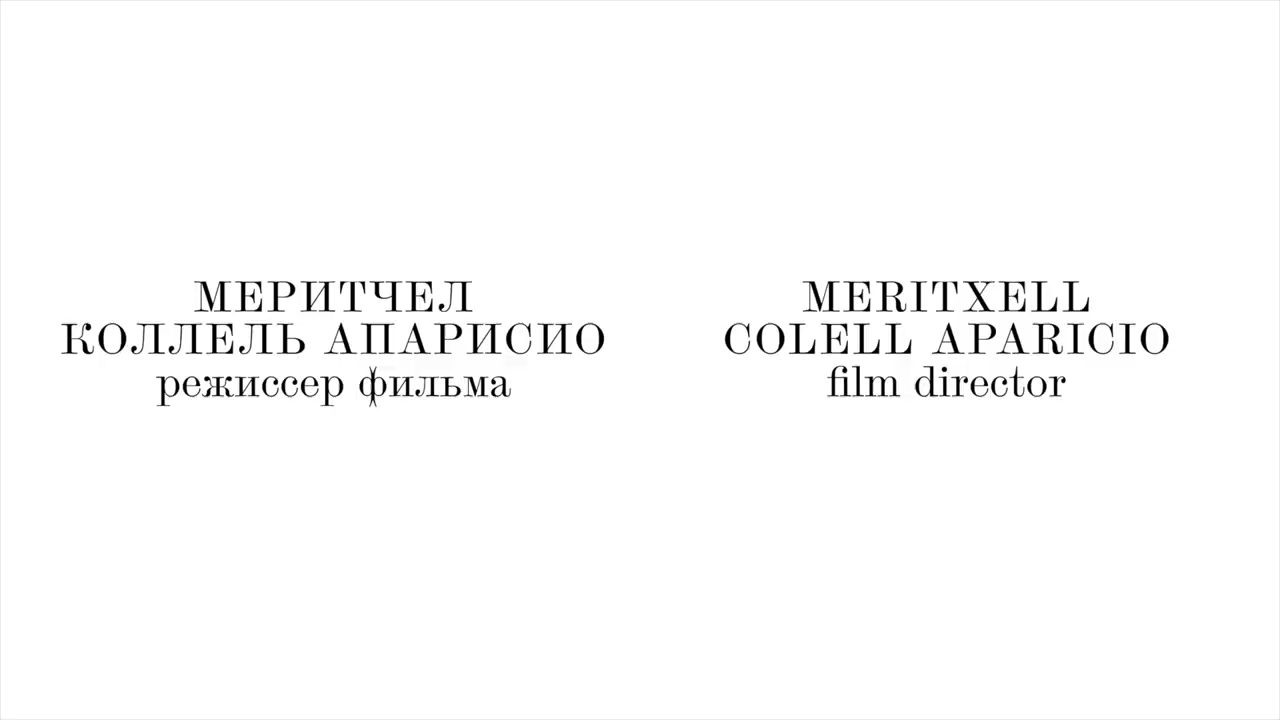 МЕРИТЧЕЛ
КОЛЛЕЛЬ АПАРИСИО
режиссер фильма
MERITXELL
COLELL APARICIO
film director